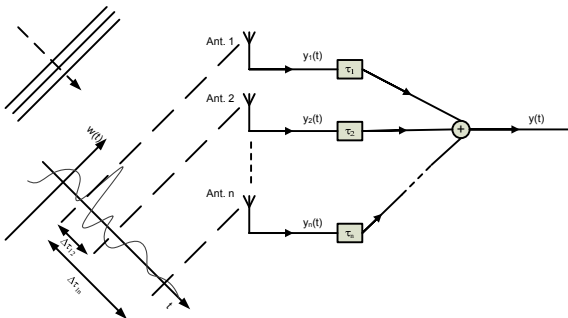 Ant. 1
y₁(t)
τ₁
Ant. 2
y₂(t)
τ₂
+
y(t)
Ant. n
yₙ(t)
τₙ
w(t)
Δτ₁₂
Δτ₁ₙ
t